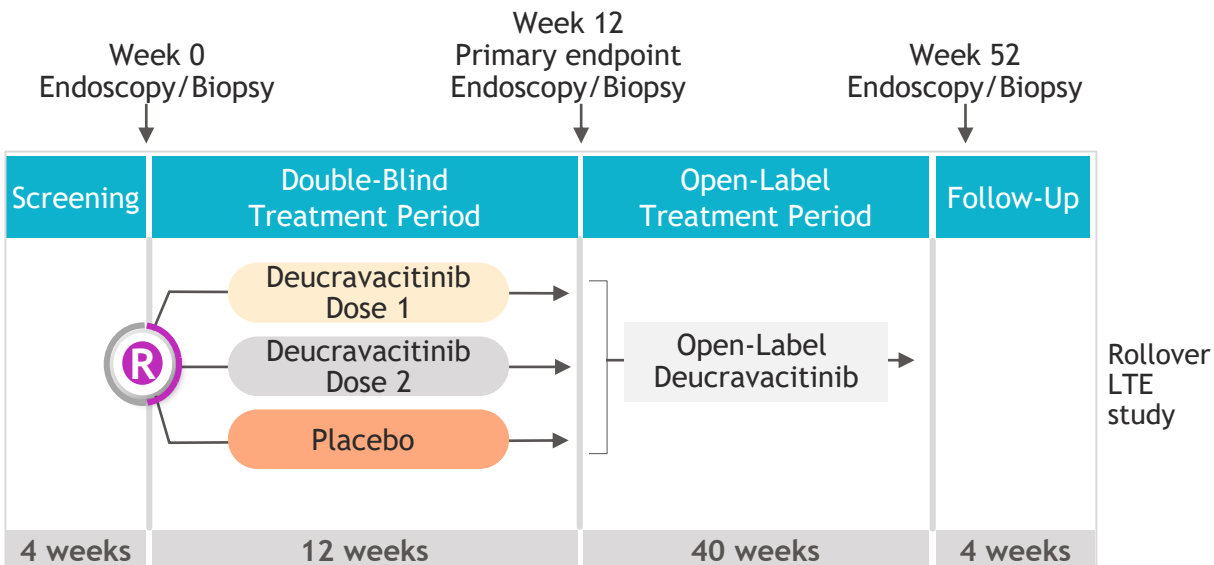 Week 0
Endoscopy/Biopsy
Week 12
Primary endpoint
Endoscopy/Biopsy
Week 52
Endoscopy/Biopsy
Screening
Double-Blind
Treatment Period
Open-Label
Treatment Period
Follow-Up
R
Deucravacitinib
Dose 1
Deucravacitinib
Dose 2
Placebo
Open-Label
Deucravacitinib
Rollover
LTE
study
4 weeks
12 weeks
40 weeks
4 weeks